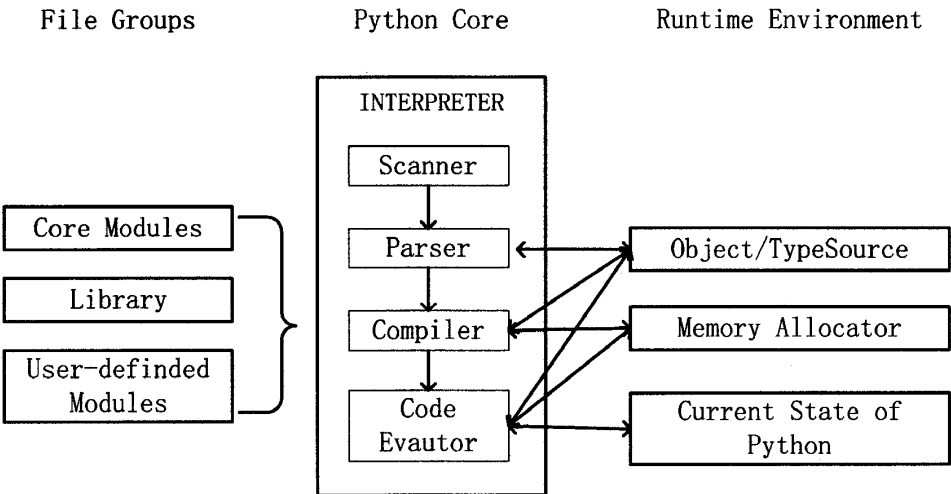 File Groups
Python Core
Runtime Environment
INTERPRETER
Scanner
Parser
Compiler
Code
Evautor
Core Modules
Library
User-definded
Modules
Object/TypeSource
Memory Allocator
Current State of
Python